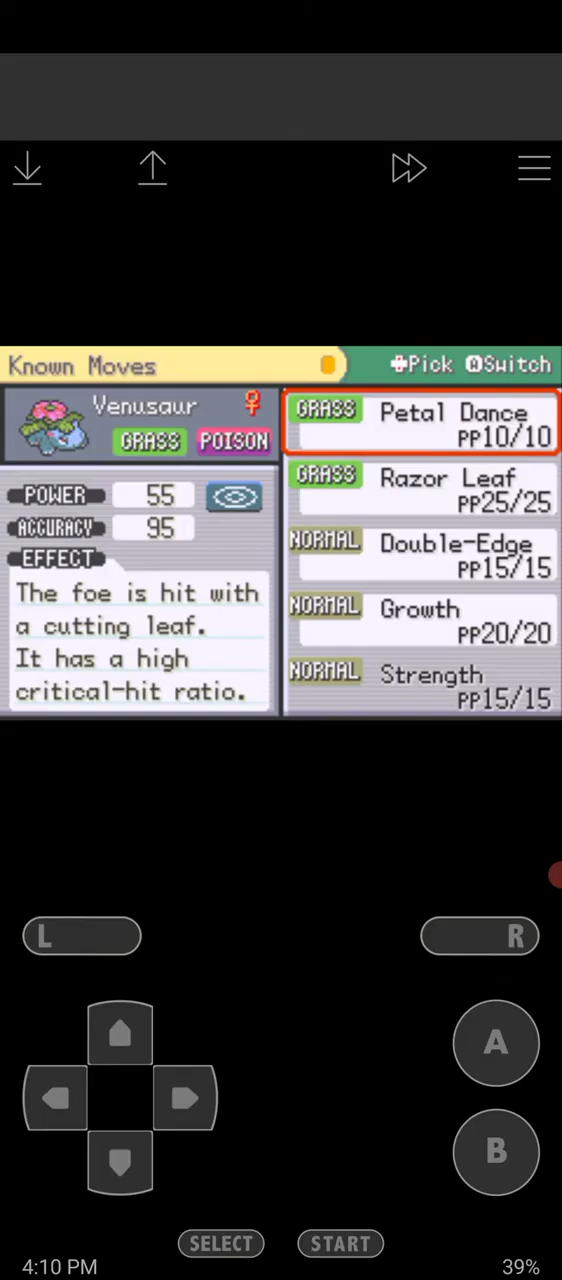 Known Moves
Pick A Switch
Venusaur ♀
GRASS POISON
POWER 55
ACCURACY 95
EFFECT
The foe is hit with
a cutting leaf.
It has a high
critical-hit ratio.
GRASS Petal Dance
PP10/10
GRASS Razor Leaf
PP25/25
NORMAL Double-Edge
PP15/15
NORMAL Growth
PP20/20
NORMAL Strength
PP15/15
L
R
A
B
SELECT START
4:10 PM 39%